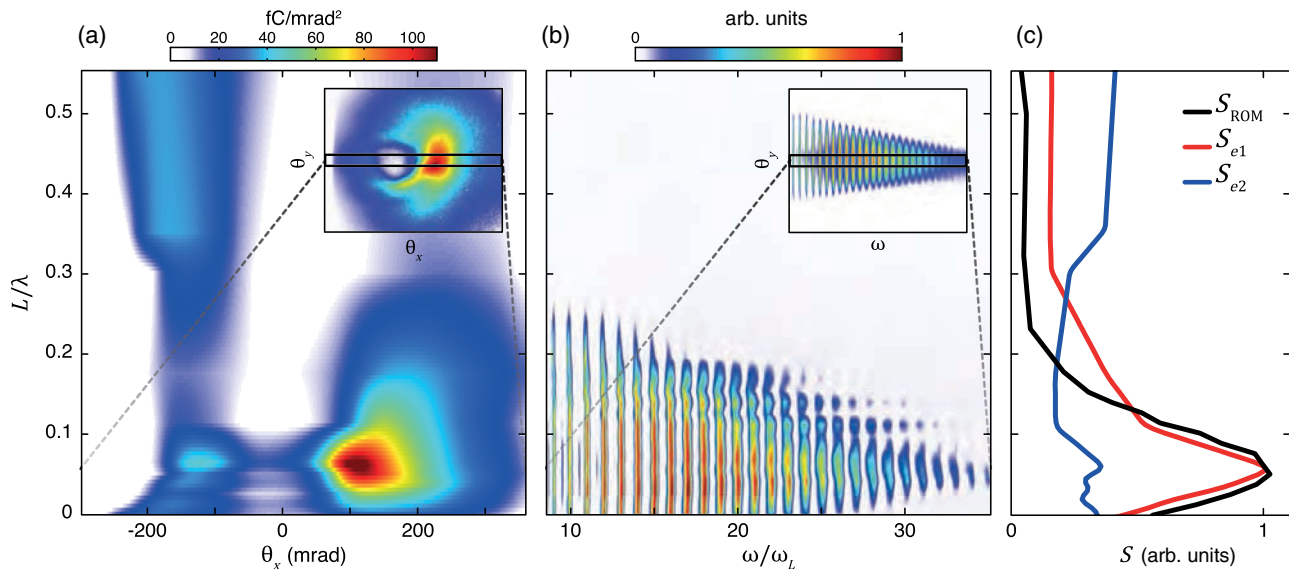 (a)
fC/mrad²
0 20 40 60 80 100
(b)
arb. units
0 1
(c)
0.5
0.4
0.3
0.2
0.1
0
L/λ
θy
θx
-200 0 200
θx (mrad)
θy
ω
10 15 20 25 30
ω/ωL
SROM
Se1
Se2
0 1
S (arb. units)